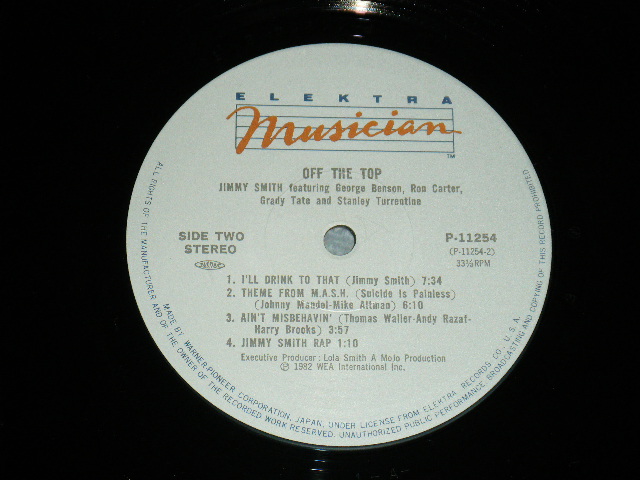 ELEKTRA
Musician
TM
OFF THE TOP
JIMMY SMITH featuring George Benson, Ron Carter,
Grady Tate and Stanley Turrentine
SIDE TWO
STEREO
P-11254
(P-11254-2)
33⅓RPM
1. I'LL DRINK TO THAT (Jimmy Smith) 7:34
2. THEME FROM M.A.S.H. (Suicide Is Painless)
(Johnny Mandel-Mike Altman) 6:10
3. AIN'T MISBEHAVIN' (Thomas Waller-Andy Razaf-
Harry Brooks) 3:57
4. JIMMY SMITH RAP 1:10
Executive Producer : Lola Smith A Mojo Production
Ⓟ 1982 WEA International Inc.
MADE BY WARNER-PIONEER CORPORATION, JAPAN, UNDER LICENSE FROM ELEKTRA RECORDS CO., U.S.A.
ALL RIGHTS OF THE MANUFACTURER AND OF THE OWNER OF THE RECORDED WORK RESERVED. UNAUTHORIZED PUBLIC PERFORMANCE BROADCASTING AND COPYING OF THIS RECORD PROHIBITED